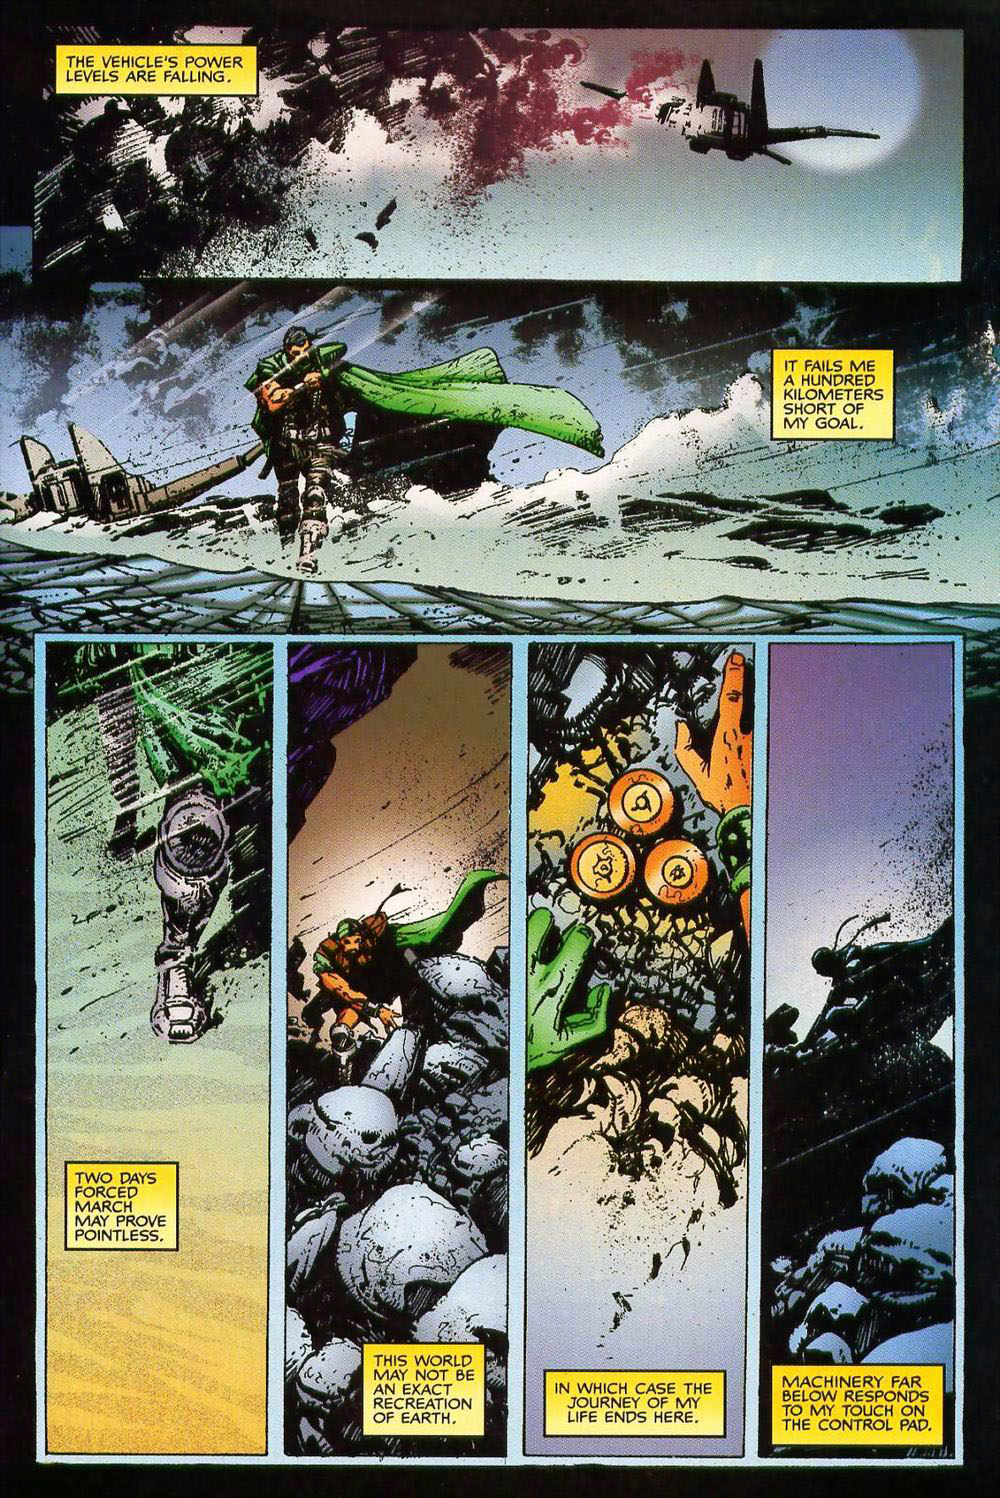 THE VEHICLE'S POWER
LEVELS ARE FALLING.
IT FAILS ME
A HUNDRED
KILOMETERS
SHORT OF
MY GOAL.
TWO DAYS
FORCED
MARCH
MAY PROVE
POINTLESS.
THIS WORLD
MAY NOT BE
AN EXACT
RECREATION
OF EARTH.
IN WHICH CASE THE
JOURNEY OF MY
LIFE ENDS HERE.
MACHINERY FAR
BELOW RESPONDS
TO MY TOUCH ON
THE CONTROL PAD.